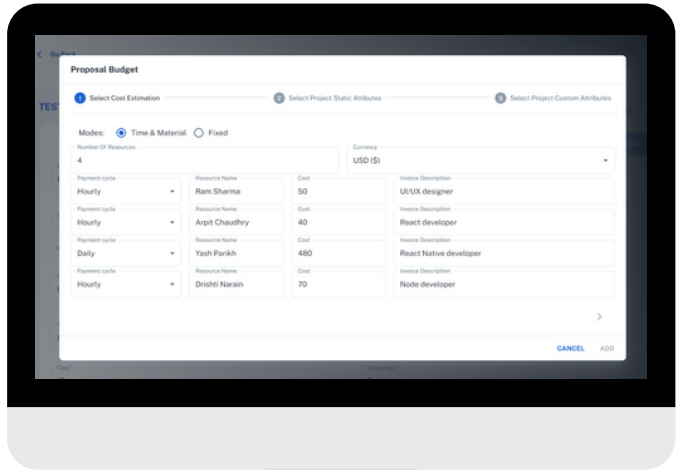 Go Back
TEST
Proposal Budget
1 Select Cost Estimation
2 Select Project Static Attibutes
3 Select Project Custom Attributes
Modes: Time & Material Fixed
Number Of Resources Currency
4 USD ($)
Payment cycle Resource Name Cost Invoice Description
Hourly Ram Sharma 50 UI/UX designer
Payment cycle Resource Name Cost Invoice Description
Hourly Arpit Chaudhry 40 React developer
Payment cycle Resource Name Cost Invoice Description
Daily Yash Parikh 480 React Native developer
Payment cycle Resource Name Cost Invoice Description
Hourly Drishti Narain 70 Node developer
CANCEL ADD
Cost *